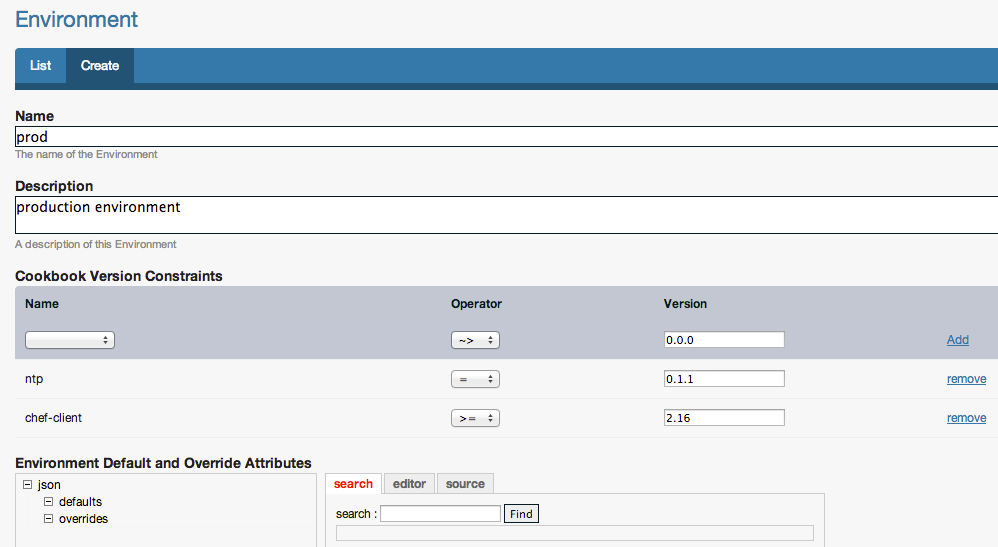 Environment
List Create
Name
prod
The name of the Environment
Description
production environment
A description of this Environment
Cookbook Version Constraints
Name Operator Version
~> 0.0.0 Add
ntp = 0.1.1 remove
chef-client >= 2.16 remove
Environment Default and Override Attributes
json search editor source
defaults
overrides
search : Find